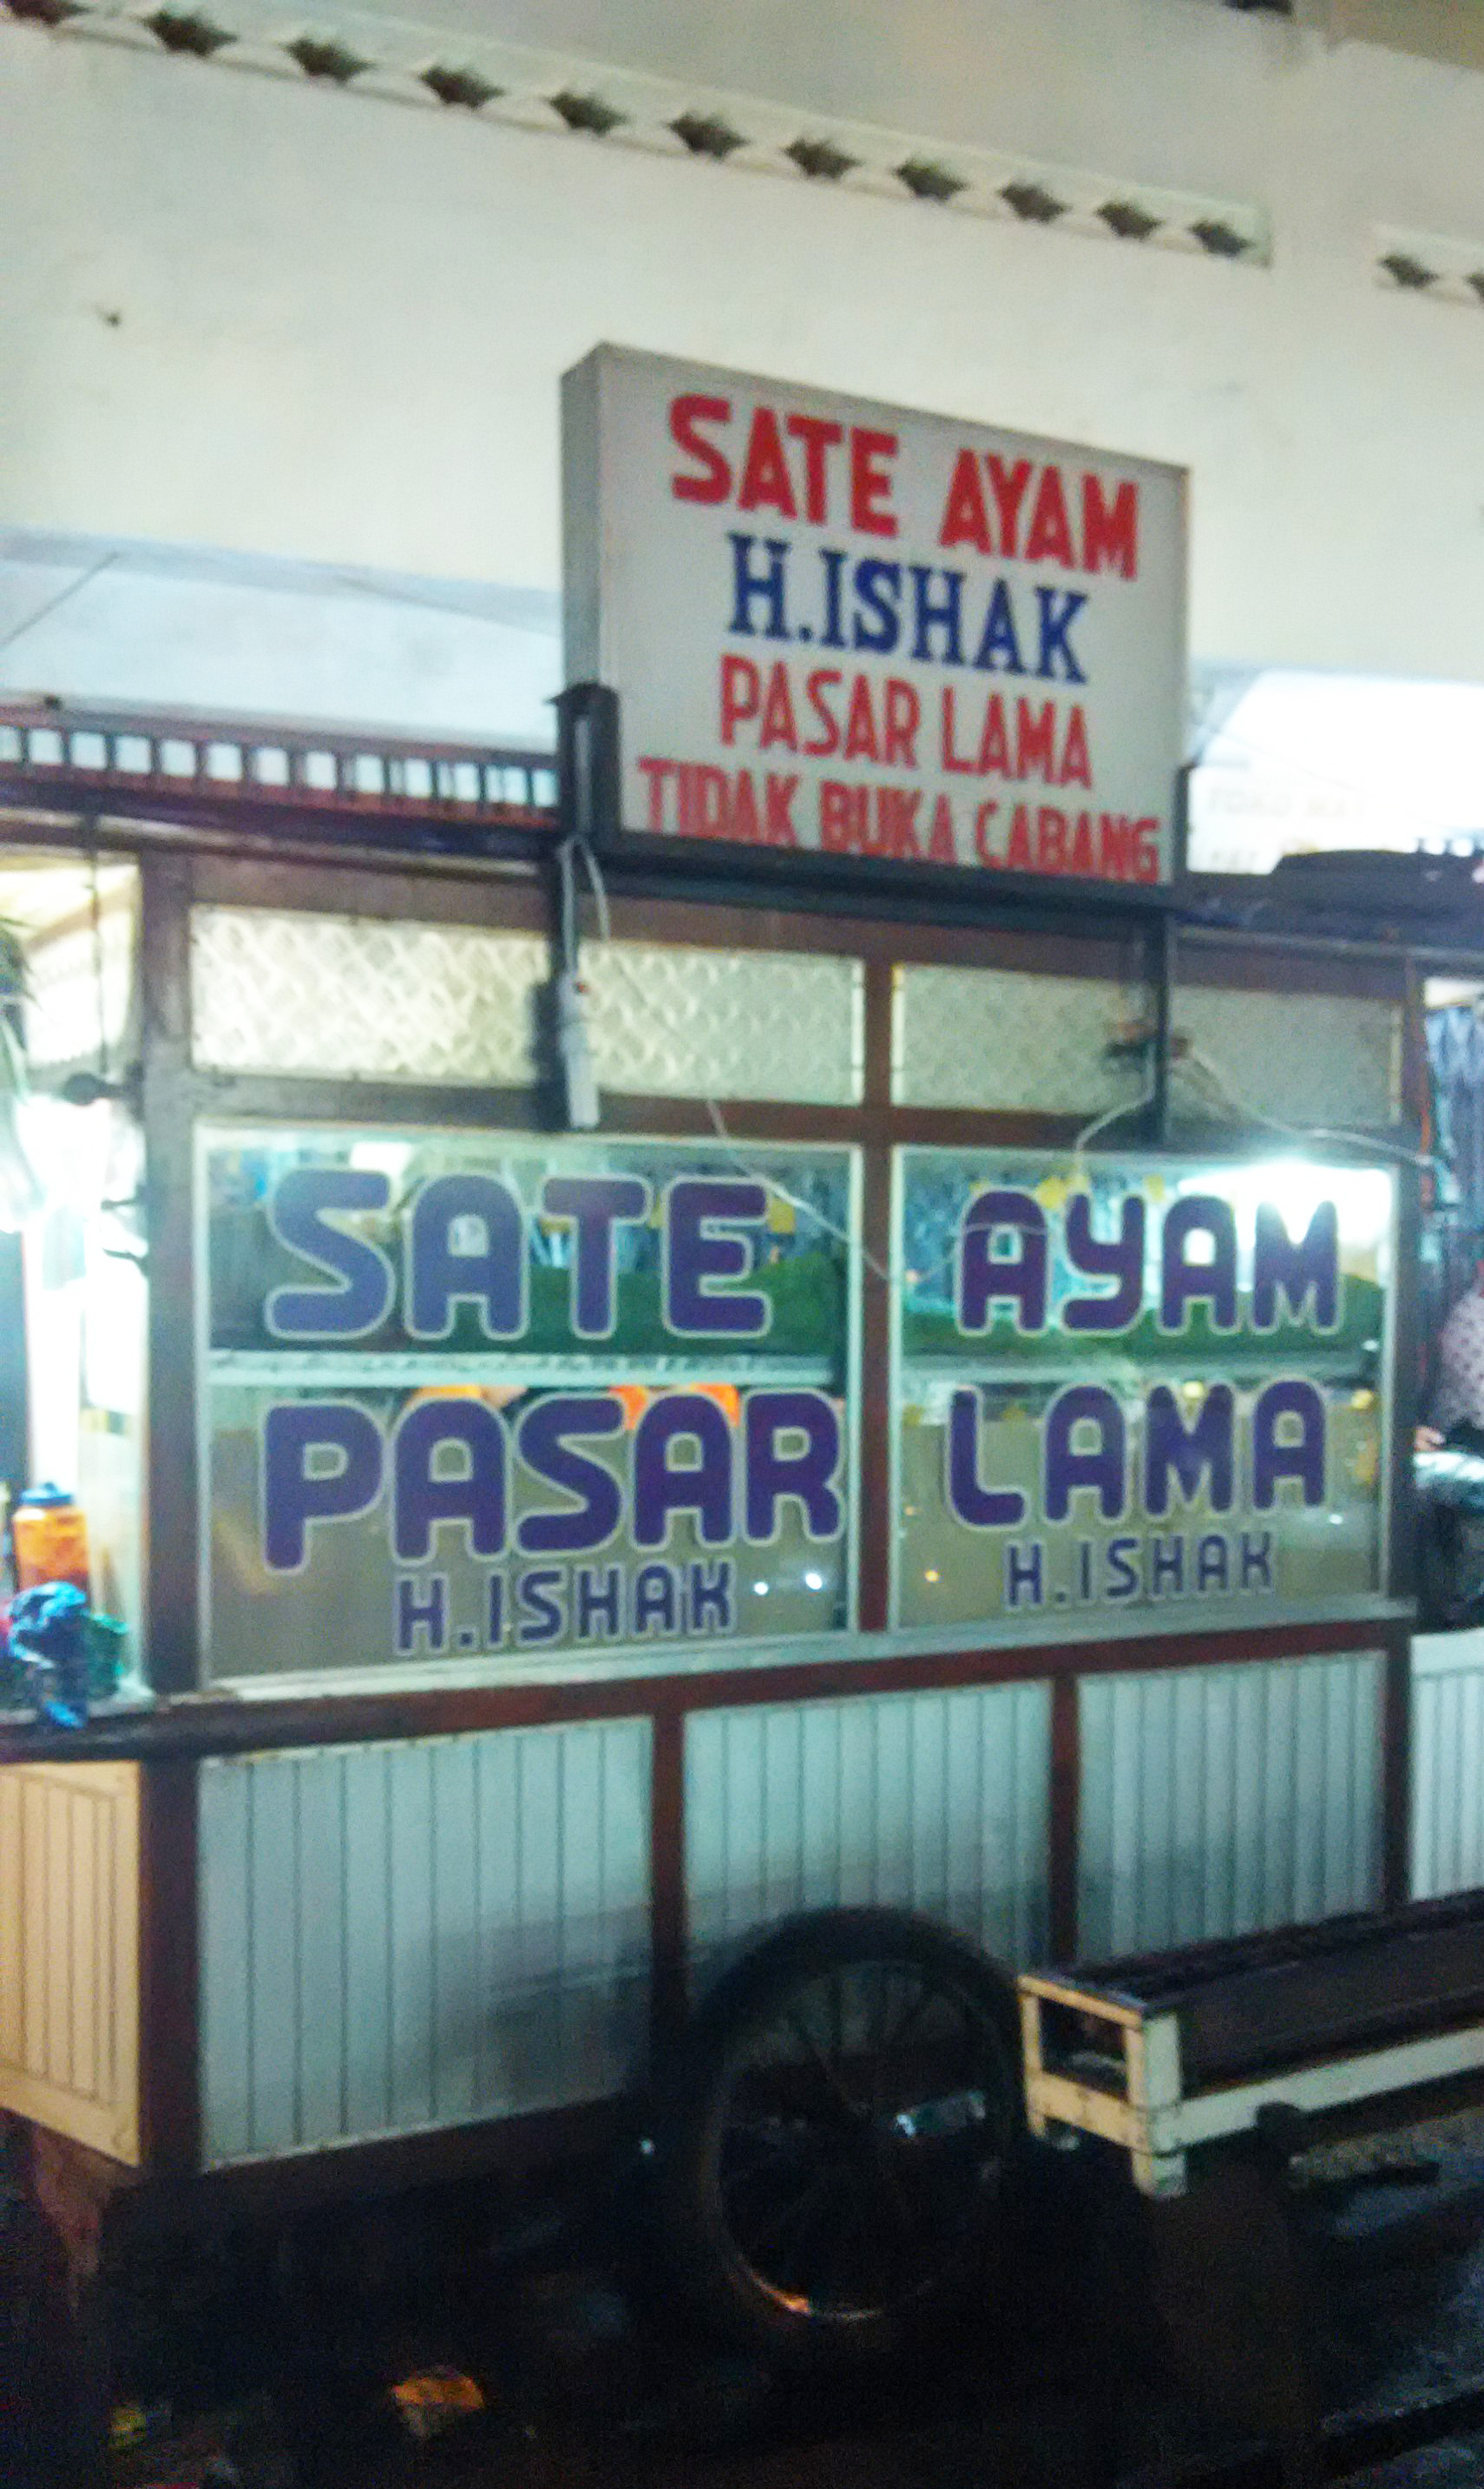 SATE AYAM
H.ISHAK
PASAR LAMA
TIDAK BUKA CABANG
SATE AYAM
PASAR LAMA
H.ISHAK H.ISHAK